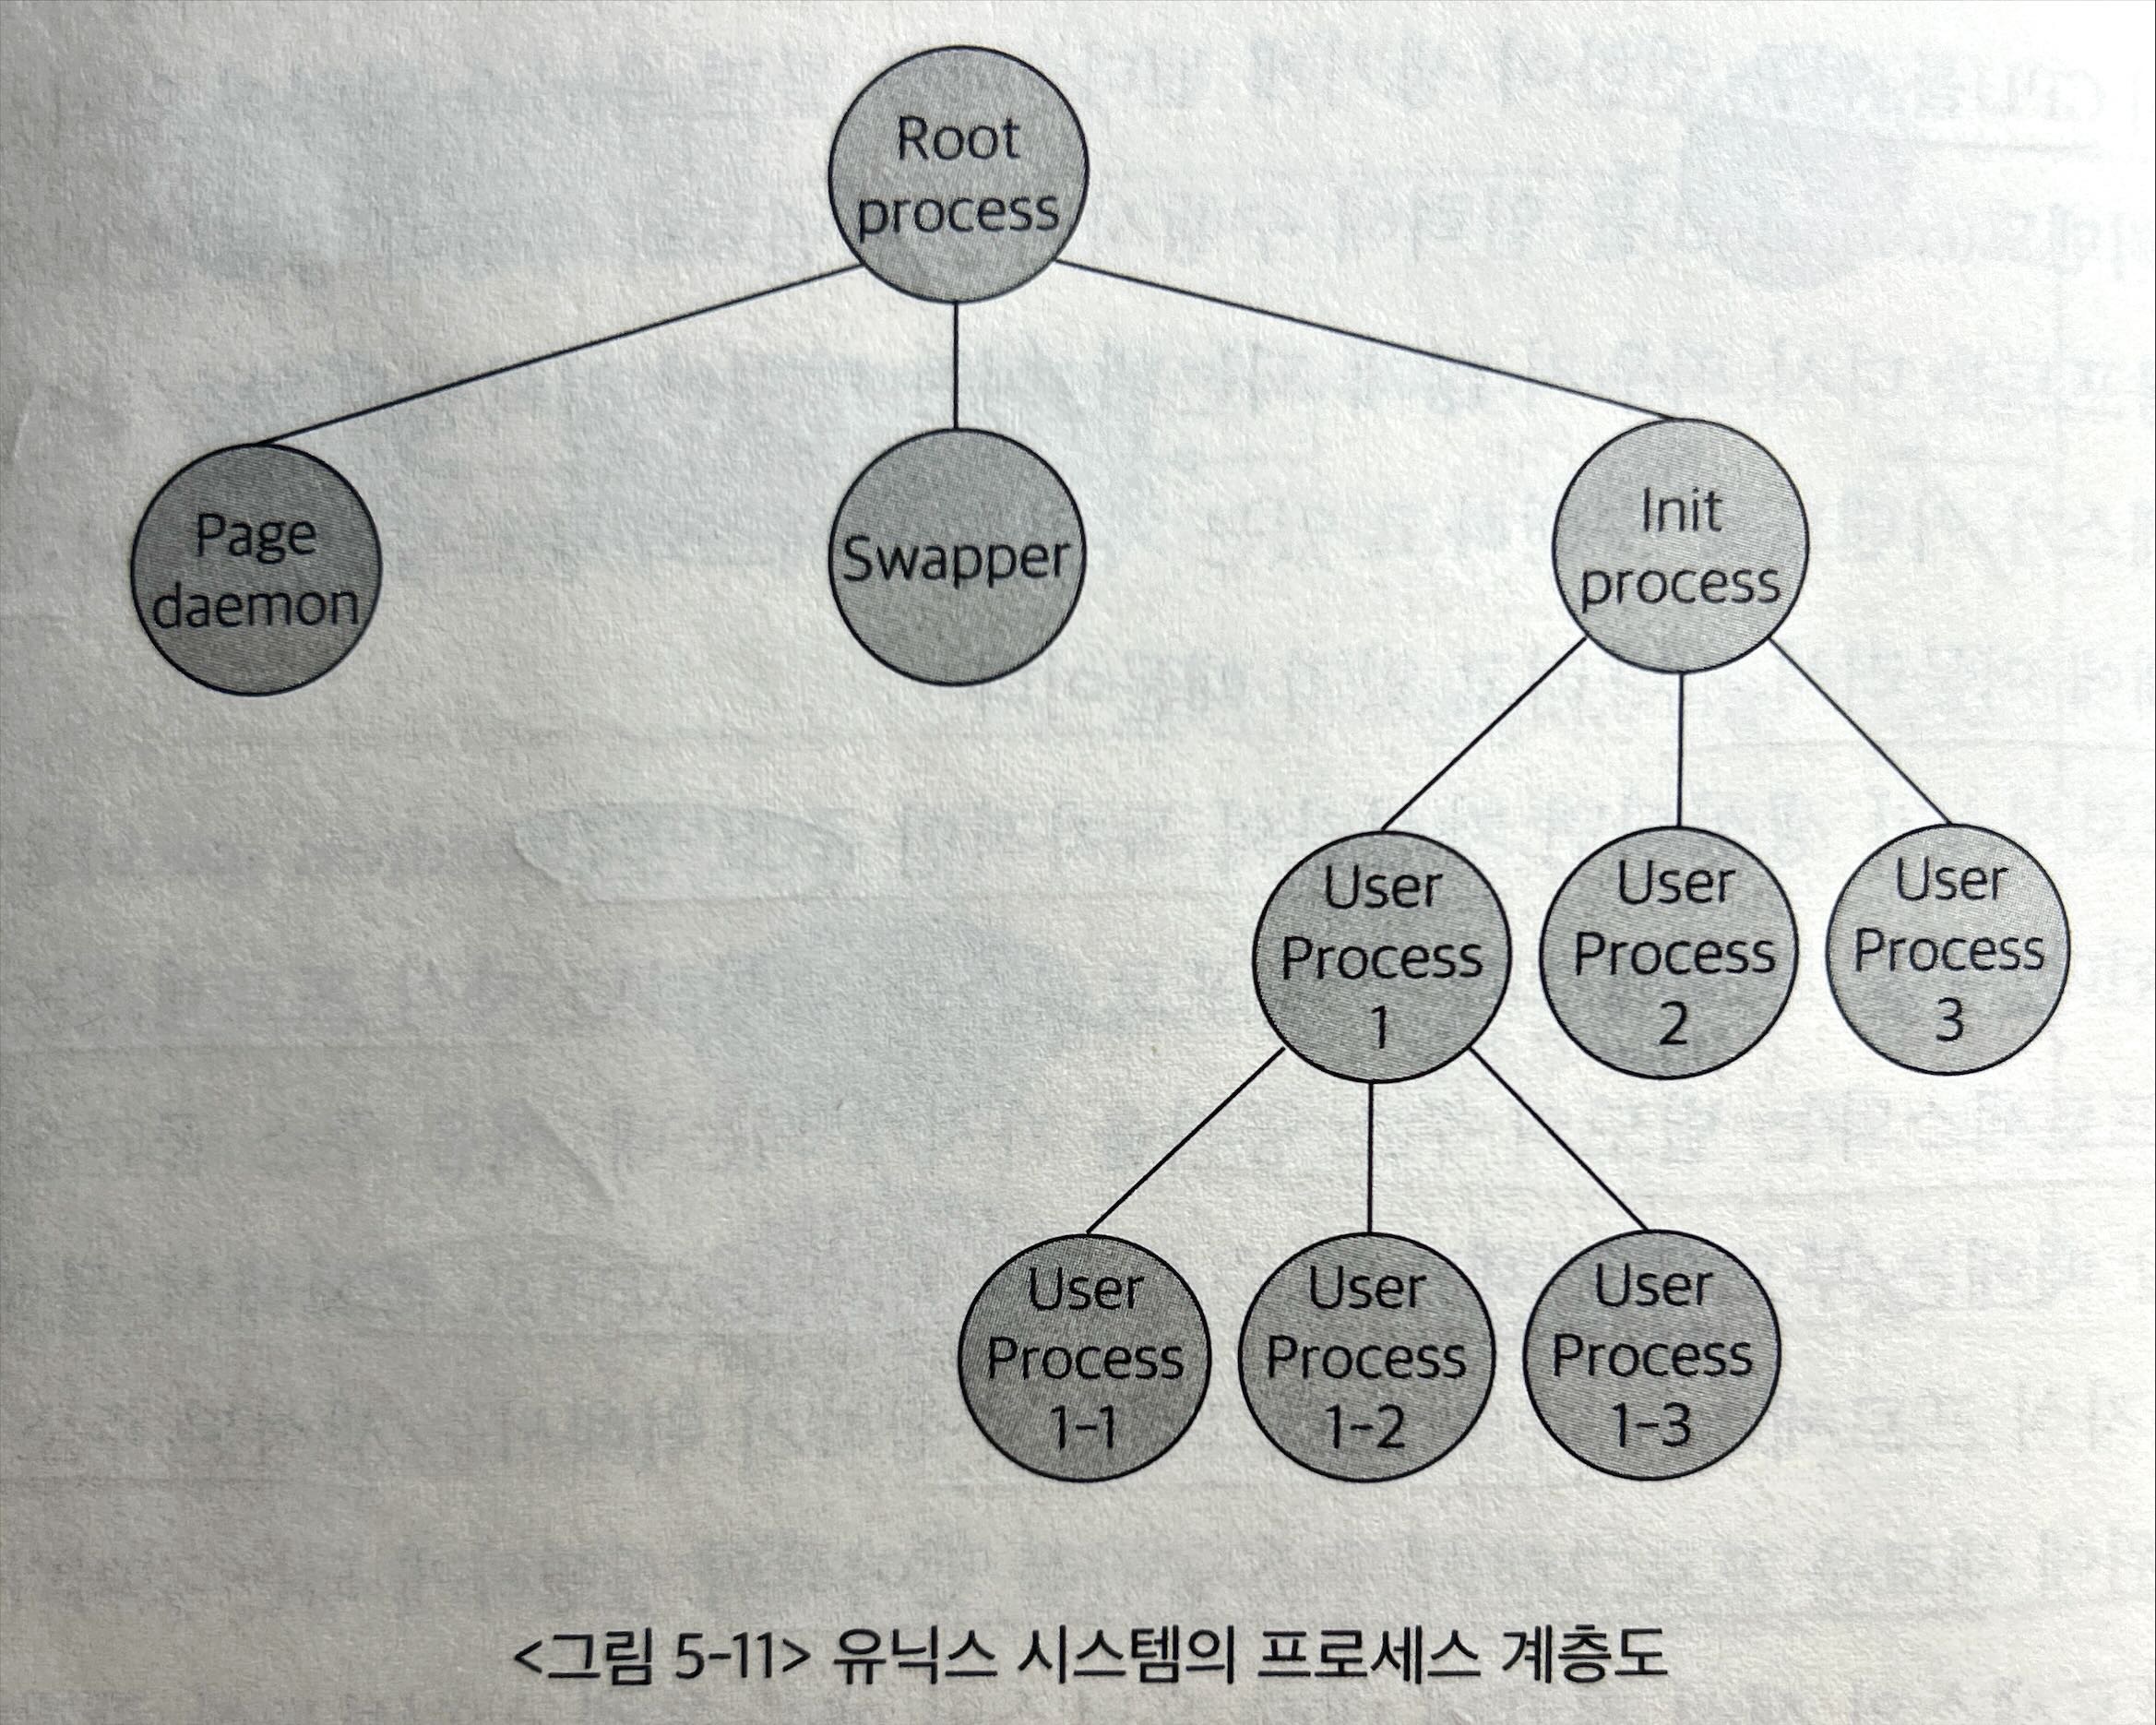 Root
process
Page
daemon
Swapper
Init
process
User
Process
1
User
Process
2
User
Process
3
User
Process
1-1
User
Process
1-2
User
Process
1-3
<그림 5-11> 유닉스 시스템의 프로세스 계층도